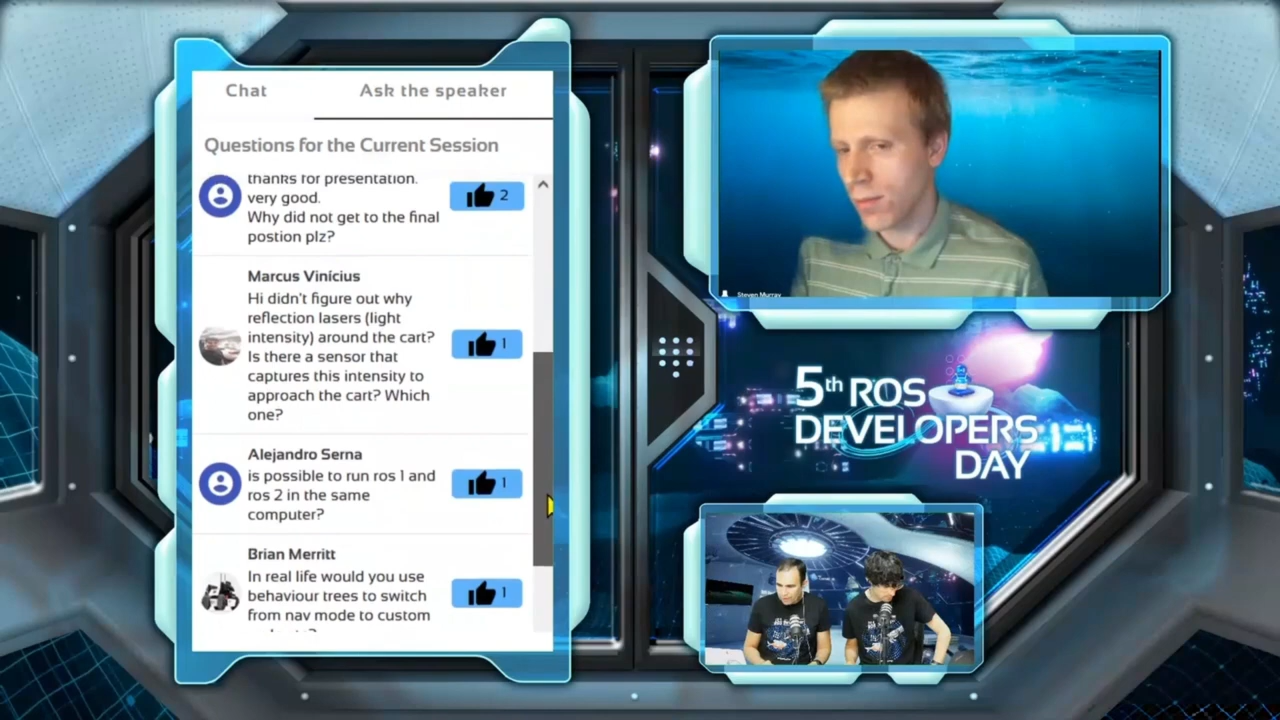 Chat
Ask the speaker
Questions for the Current Session
thanks for presentation.
very good.
Why did not get to the final
postion plz?
2
Marcus Vinícius
Hi didn't figure out why
reflection lasers (light
intensity) around the cart?
Is there a sensor that
captures this intensity to
approach the cart? Which
one?
1
Alejandro Serna
is possible to run ros 1 and
ros 2 in the same
computer?
1
Brian Merritt
In real life would you use
behaviour trees to switch
from nav mode to custom
1
Steven Murray
5th ROS
DEVELOPERS
DAY